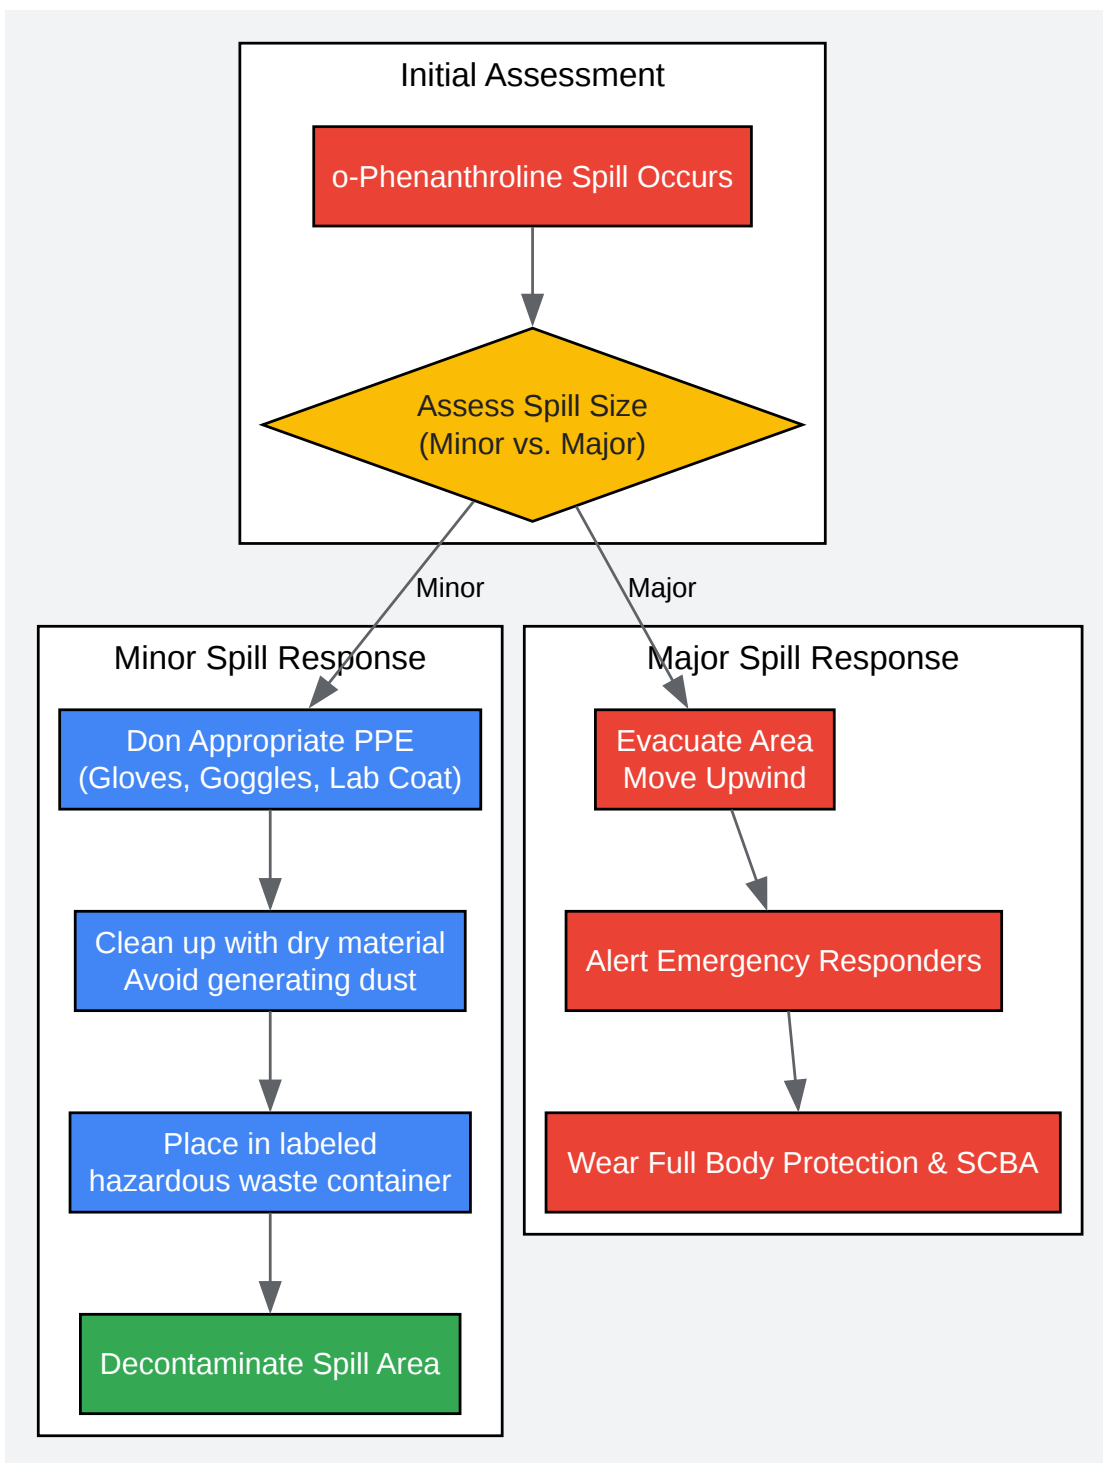 Initial Assessment
o-Phenanthroline Spill Occurs
Assess Spill Size
(Minor vs. Major)
Minor
Major
Minor Spill Response
Don Appropriate PPE
(Gloves, Goggles, Lab Coat)
Clean up with dry material
Avoid generating dust
Place in labeled
hazardous waste container
Decontaminate Spill Area
Major Spill Response
Evacuate Area
Move Upwind
Alert Emergency Responders
Wear Full Body Protection & SCBA